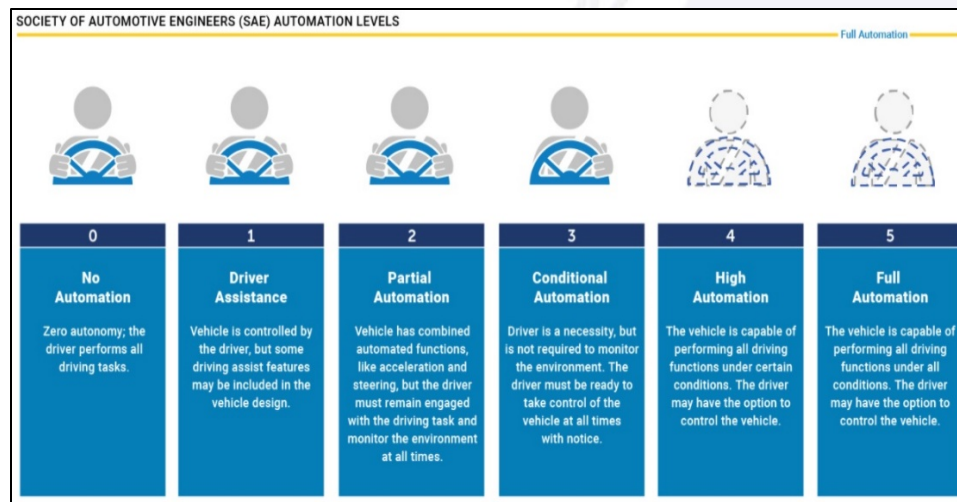 SOCIETY OF AUTOMOTIVE ENGINEERS (SAE) AUTOMATION LEVELS
Full Automation
0
No
Automation
Zero autonomy; the
driver performs all
driving tasks.
1
Driver
Assistance
Vehicle is controlled by
the driver, but some
driving assist features
may be included in the
vehicle design.
2
Partial
Automation
Vehicle has combined
automated functions,
like acceleration and
steering, but the driver
must remain engaged
with the driving task and
monitor the environment
at all times.
3
Conditional
Automation
Driver is a necessity, but
is not required to monitor
the environment. The
driver must be ready to
take control of the
vehicle at all times
with notice.
4
High
Automation
The vehicle is capable of
performing all driving
functions under certain
conditions. The driver
may have the option to
control the vehicle.
5
Full
Automation
The vehicle is capable of
performing all driving
functions under all
conditions. The driver
may have the option to
control the vehicle.